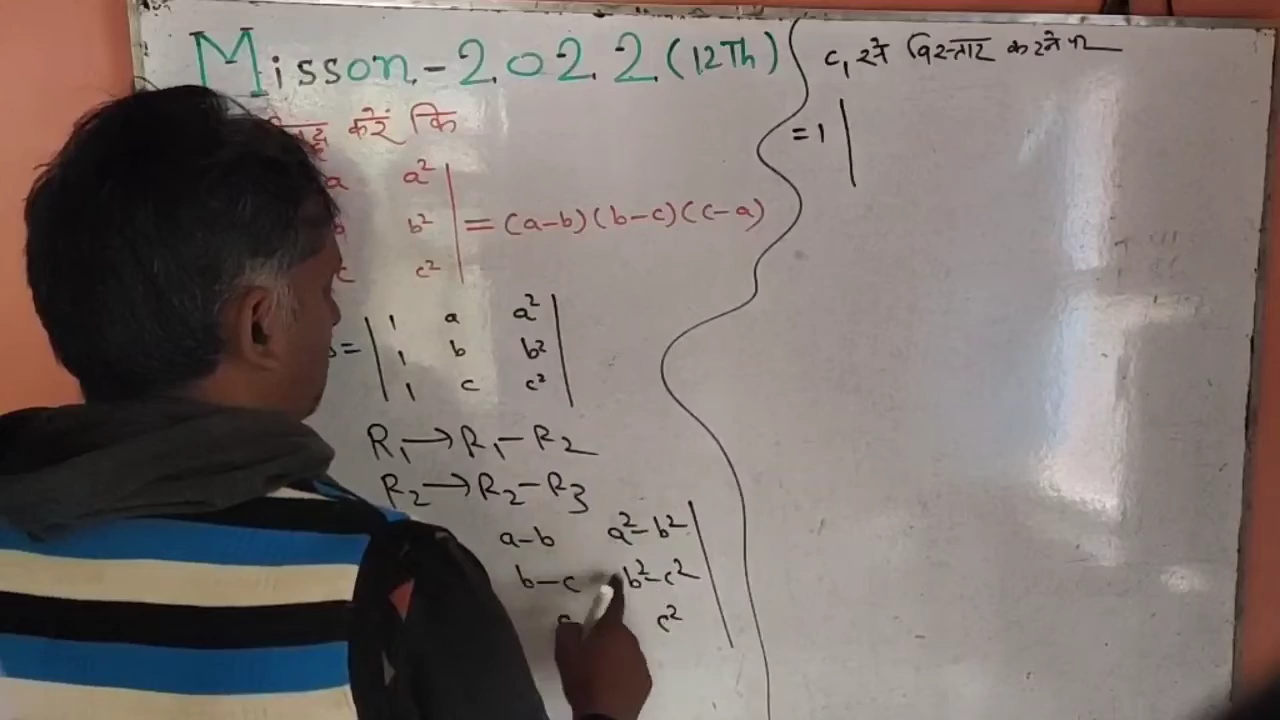 Misson-2022 (12Th)
करें कि
a a²
b b² = (a-b)(b-c)(c-a)
c c²
= | 1 a a² |
1 b b²
1 c c²
R₁→R₁-R₂
R₂→R₂-R₃
a-b a²-b²
b-c b²-c²
c c²
C₁ से विस्तार करने पर
= 1 |